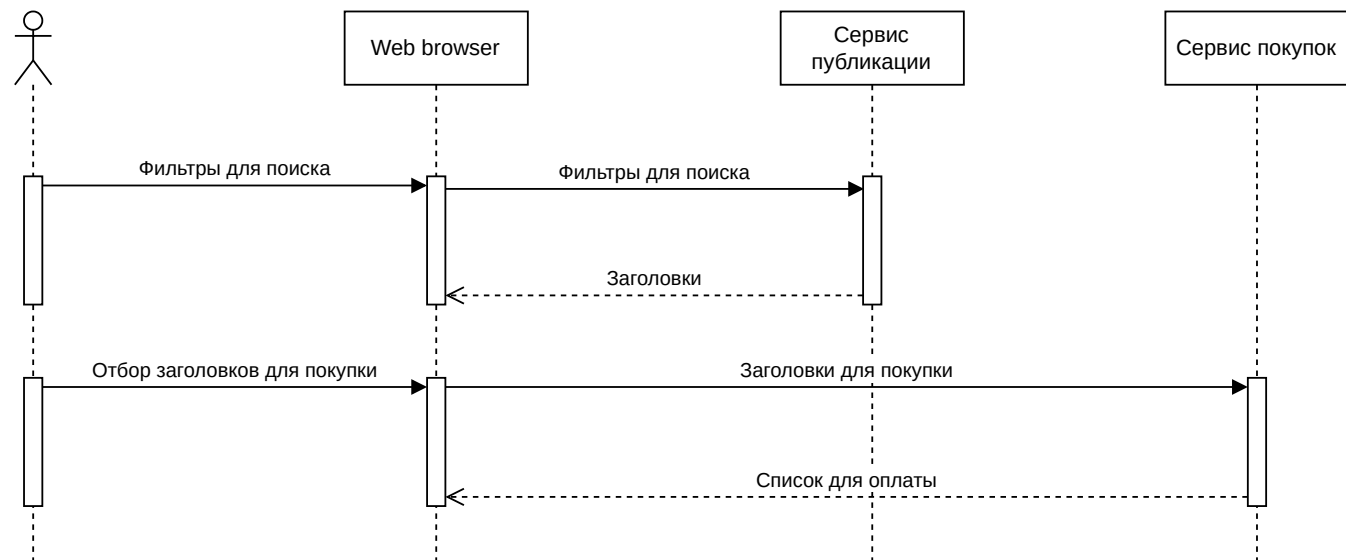 Web browser
Сервис
публикации
Сервис покупок
Фильтры для поиска
Фильтры для поиска
Заголовки
Отбор заголовков для покупки
Заголовки для покупки
Список для оплаты